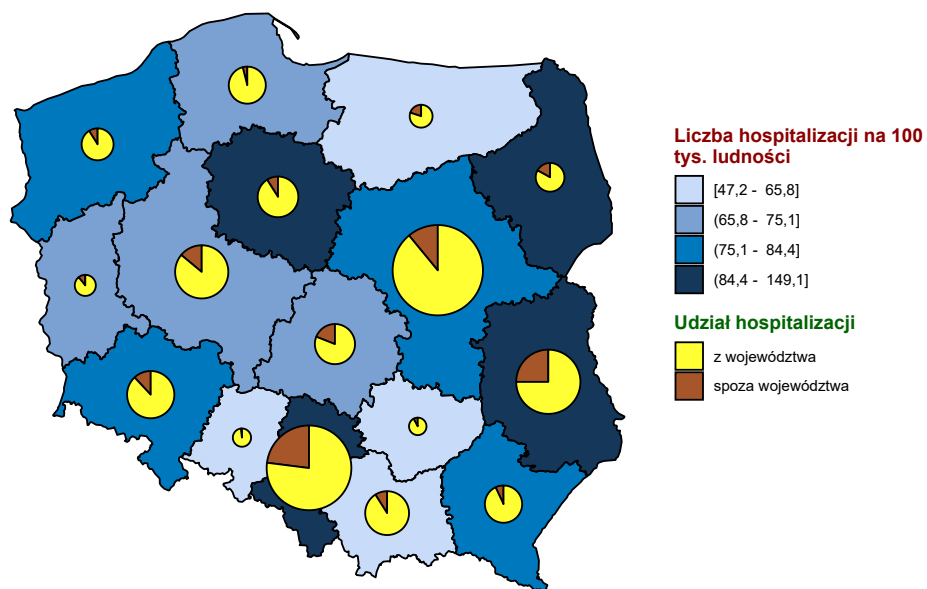 Liczba hospitalizacji na 100
tys. ludności
[47,2 - 65,8]
(65,8 - 75,1]
(75,1 - 84,4]
(84,4 - 149,1]
Udział hospitalizacji
z województwa
spoza województwa